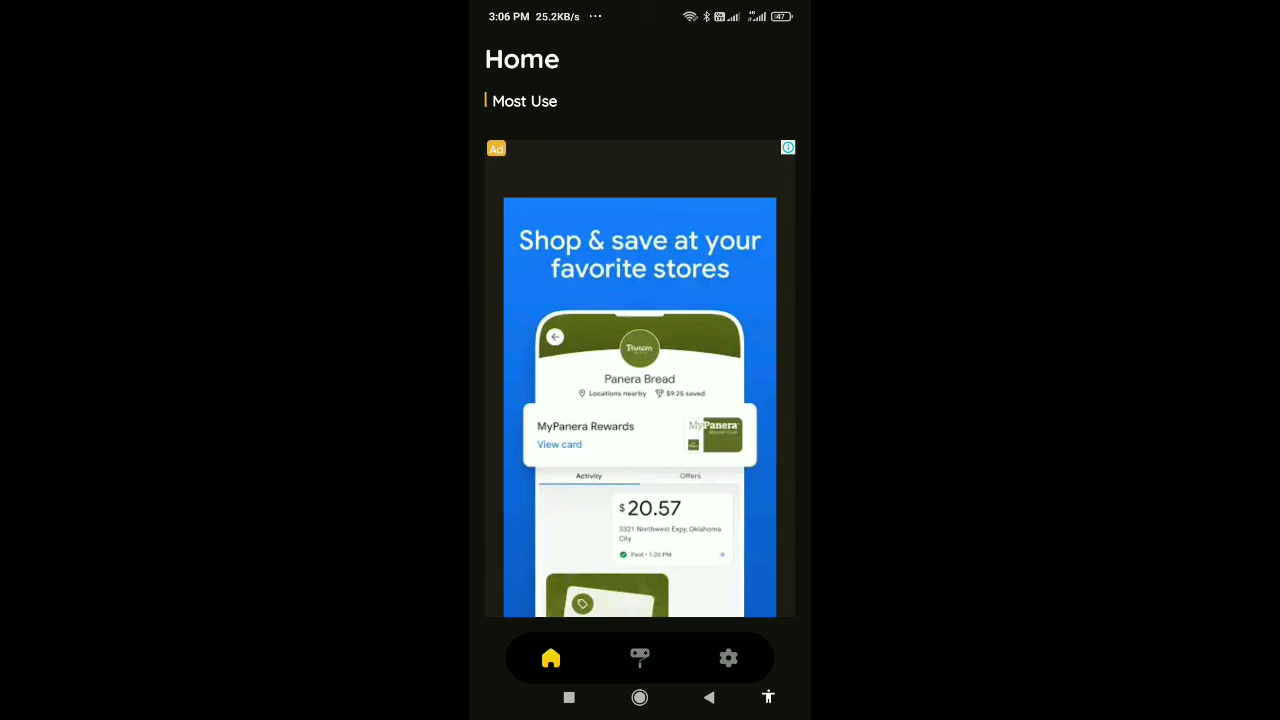 3:06 PM 25.2KB/s ...
47
Home
Most Use
Ad
Shop & save at your
favorite stores
Panera Bread
Locations nearby $9.25 saved
MyPanera Rewards
View card
MyPanera
Activity Offers
$20.57
3321 Northwest Expy, Oklahoma
City
Paid • 1:20 PM